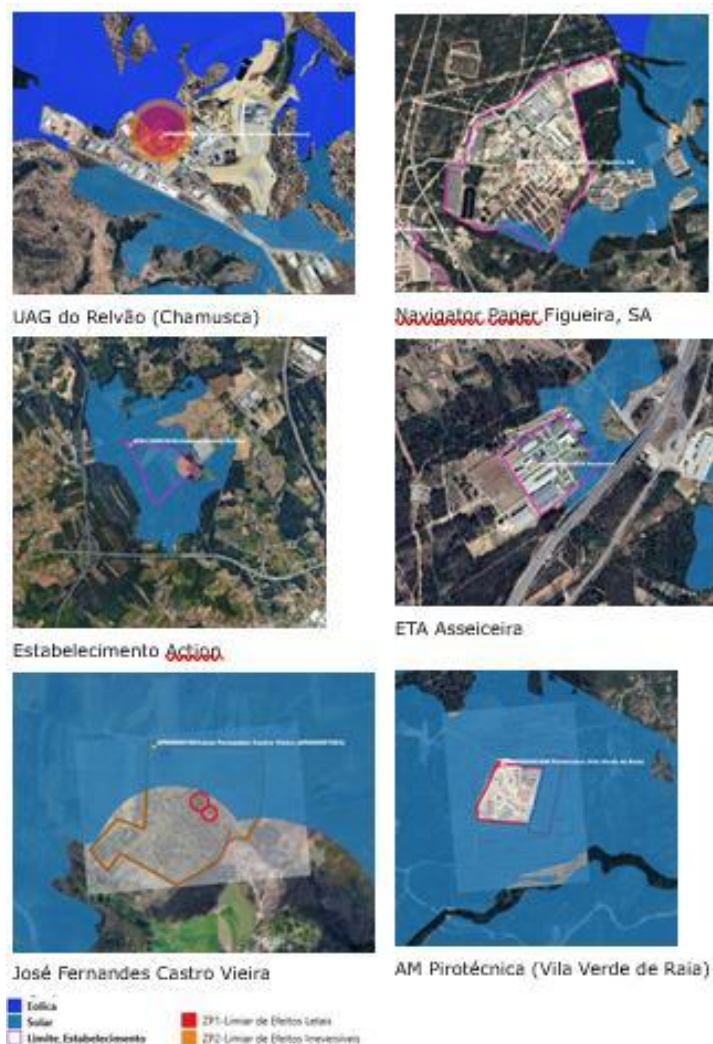 UAG do Relvão (Chamusca)
Navigator Paper Figueira, SA
Estabelecimento Action
ETA Asseiceira
José Fernandes Castro Vieira
AM Pirotécnica (Vila Verde de Raia)
Eolica
Solar
Limite_Estabelecimento
ZP1-Limiar de Efeitos Letais
ZP2-Limiar de Efeitos Irreversíveis